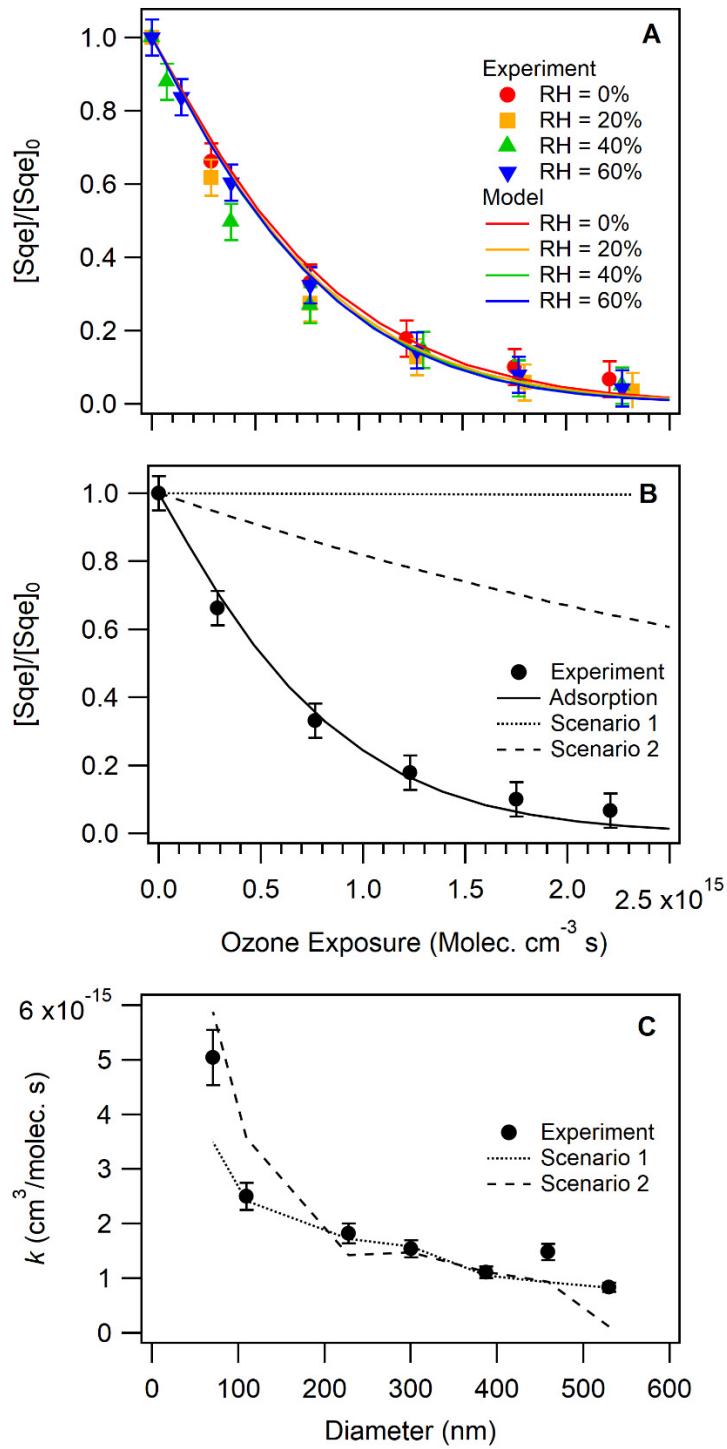 A
1.0
0.8
0.6
0.4
0.2
0.0
[Sqe]/[Sqe]₀
Experiment
RH = 0%
RH = 20%
RH = 40%
RH = 60%
Model
RH = 0%
RH = 20%
RH = 40%
RH = 60%
B
1.0
0.8
0.6
0.4
0.2
0.0
[Sqe]/[Sqe]₀
Experiment
Adsorption
Scenario 1
Scenario 2
0.0 0.5 1.0 1.5 2.0 2.5 x10¹⁵
Ozone Exposure (Molec. cm⁻³ s)
C
6 x10⁻¹⁵
5
4
3
2
1
0
k (cm³/molec. s)
Experiment
Scenario 1
Scenario 2
0 100 200 300 400 500 600
Diameter (nm)